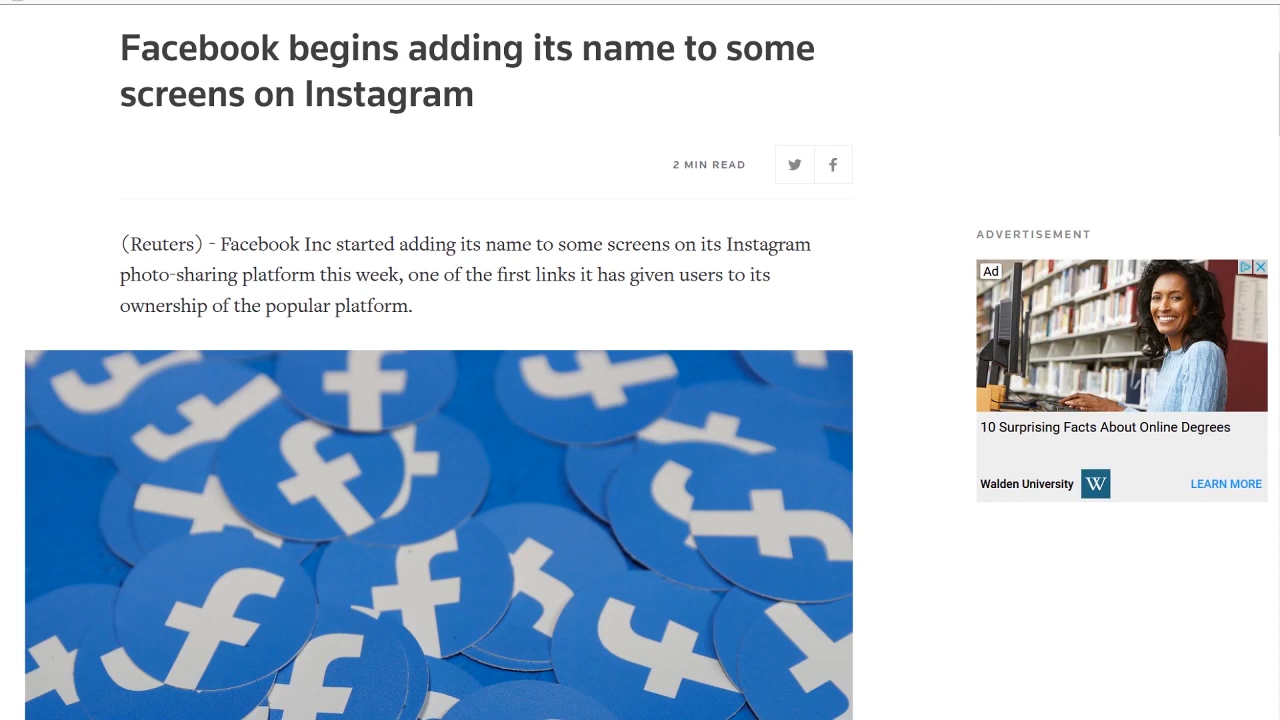 Facebook begins adding its name to some
screens on Instagram
2 MIN READ
(Reuters) - Facebook Inc started adding its name to some screens on its Instagram
photo-sharing platform this week, one of the first links it has given users to its
ownership of the popular platform.
ADVERTISEMENT
Ad
10 Surprising Facts About Online Degrees
Walden University
W
LEARN MORE